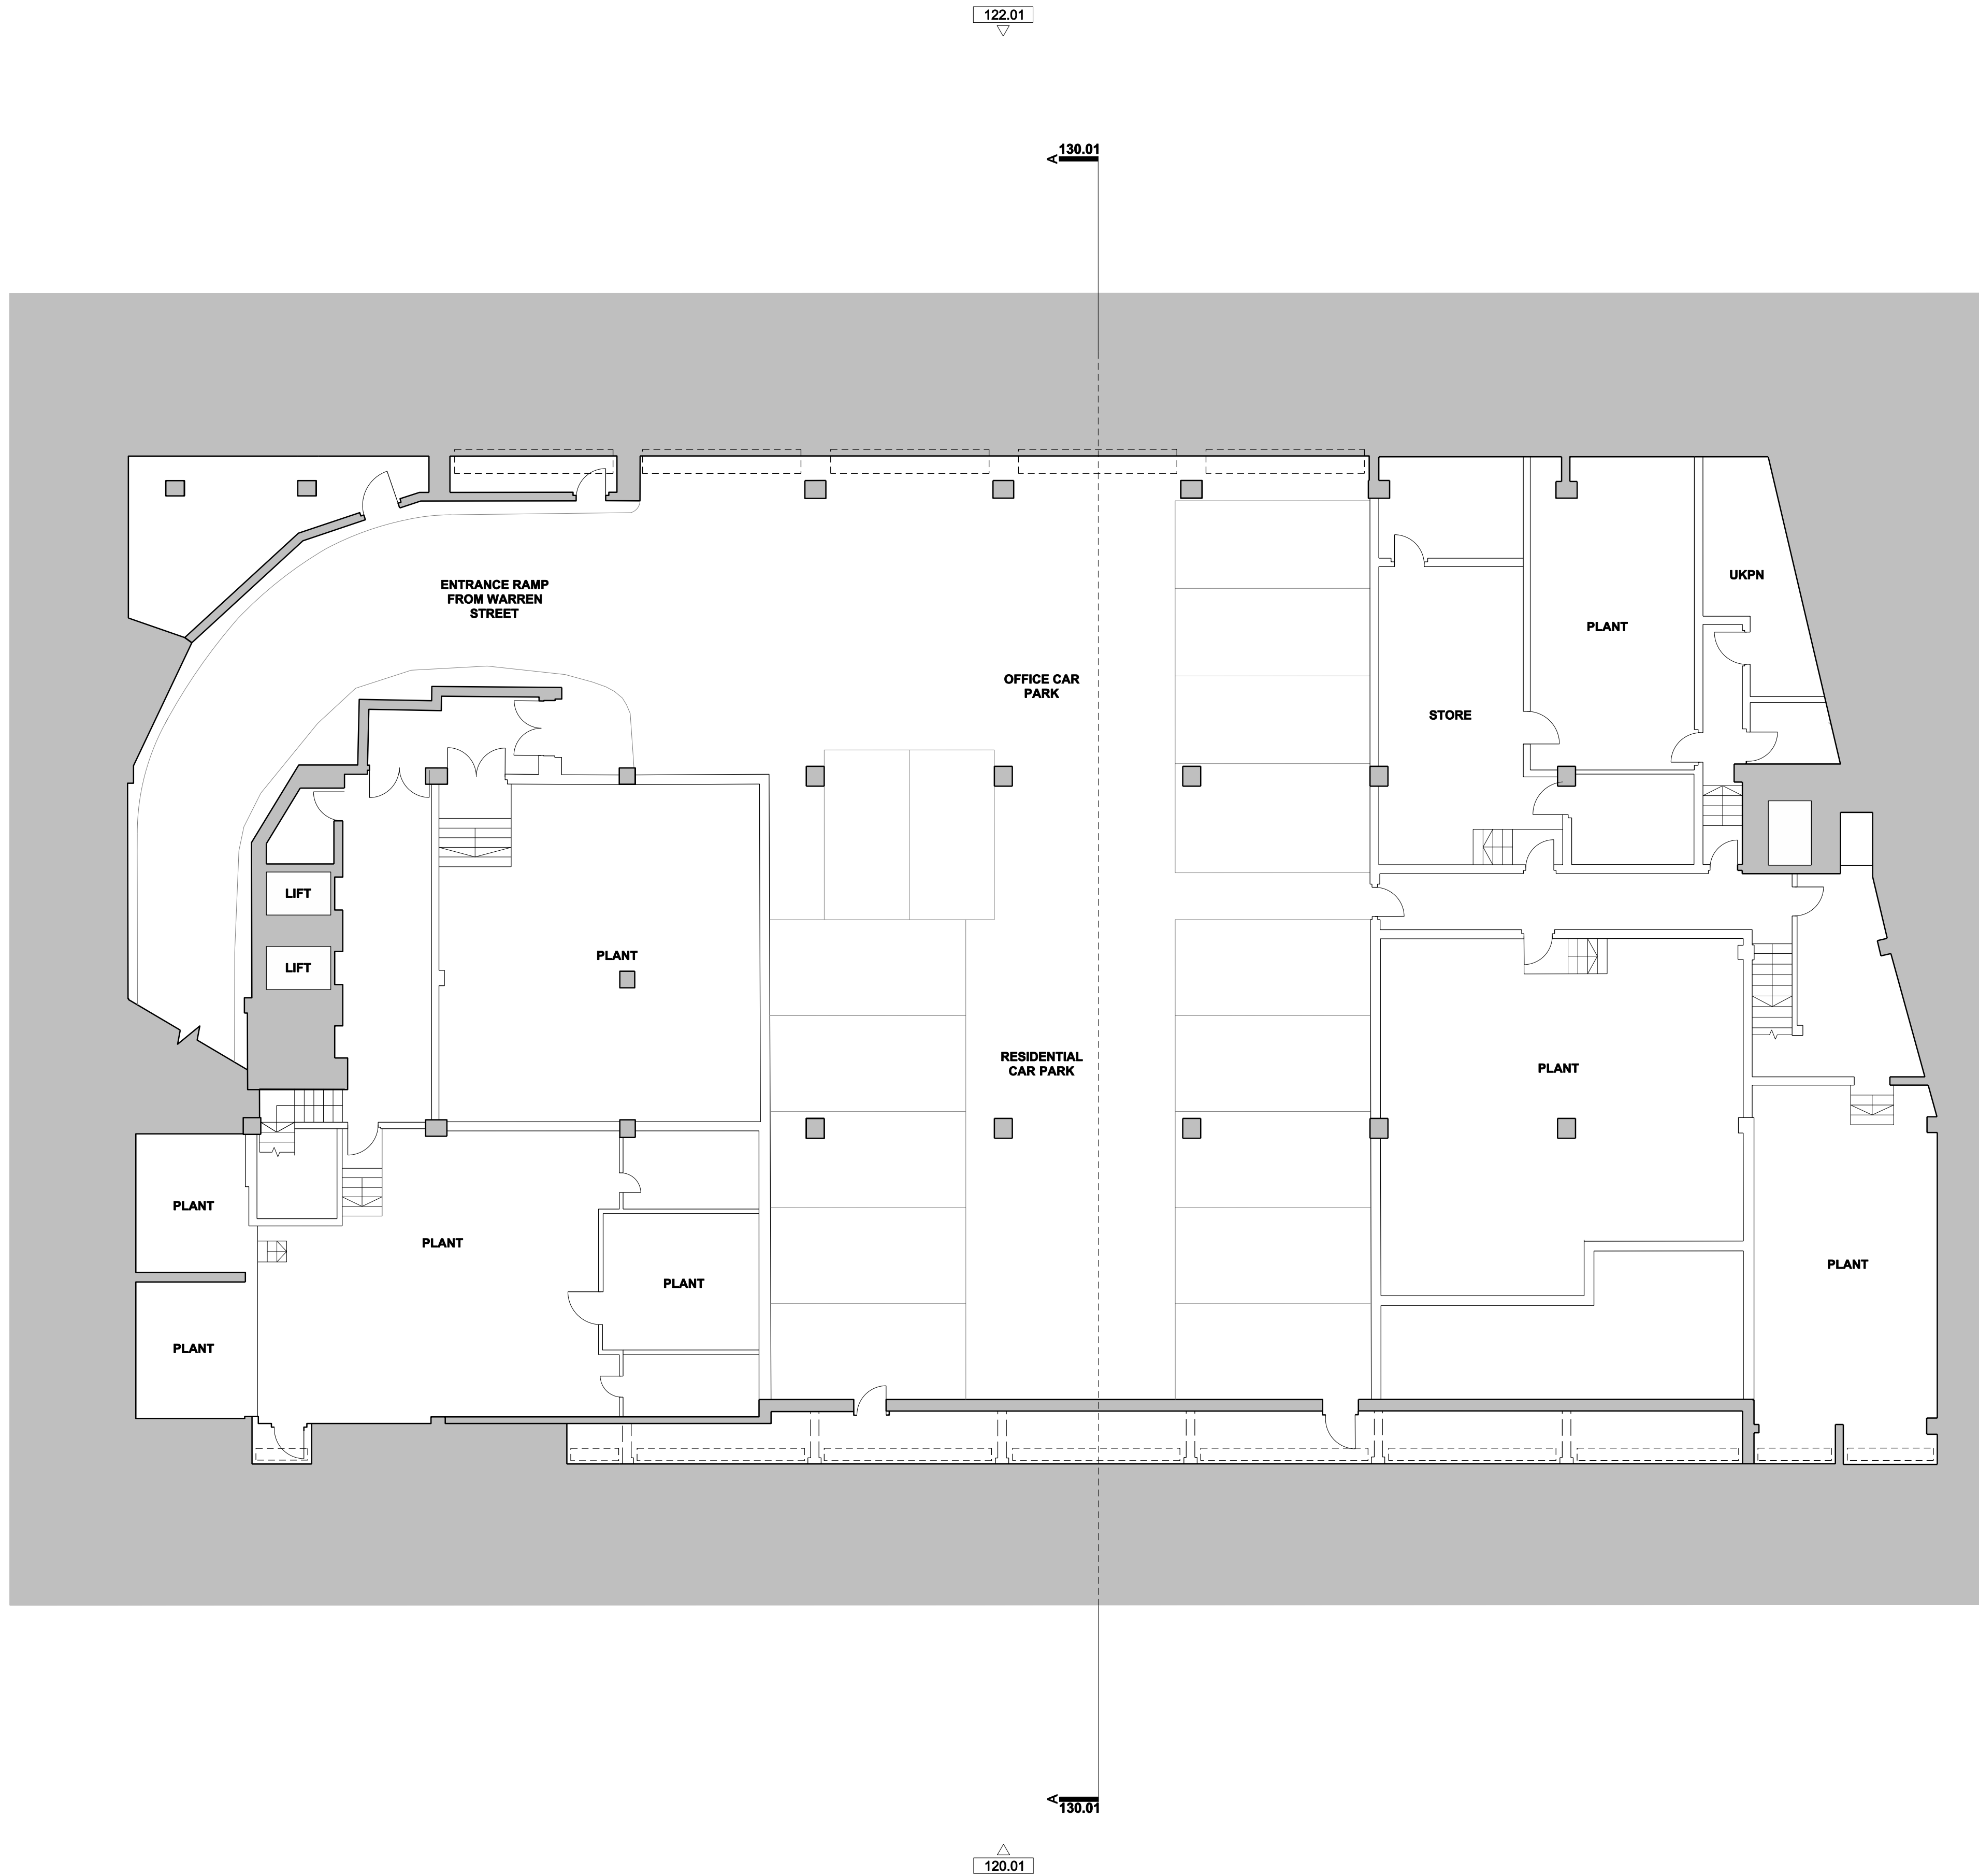 122.01
130.01
A
ENTRANCE RAMP
FROM WARREN
STREET
UKPN
PLANT
OFFICE CAR
PARK
STORE
LIFT
PLANT
LIFT
RESIDENTIAL
CAR PARK
PLANT
PLANT
PLANT
PLANT
PLANT
PLANT
A
130.01
120.01